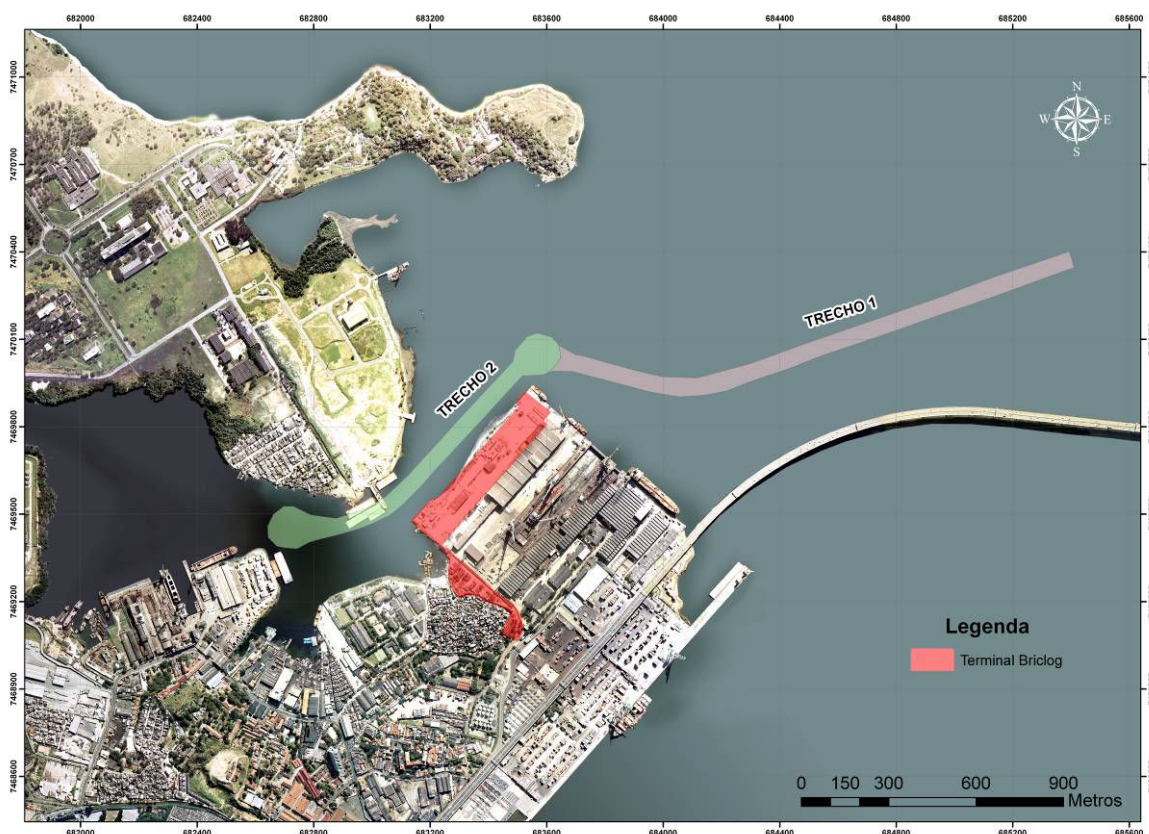 682000 682400 682800 683200 683600 684000 684400 684800 685200 685600
7471000
7470700
7470400
7470100
7469800
7469500
7469200
7468900
7468600
N
W E
S
TRECHO 1
TRECHO 2
Legenda
Terminal Briclog
0 150 300 600 900
Metros
682000 682400 682800 683200 683600 684000 684400 684800 685200 685600